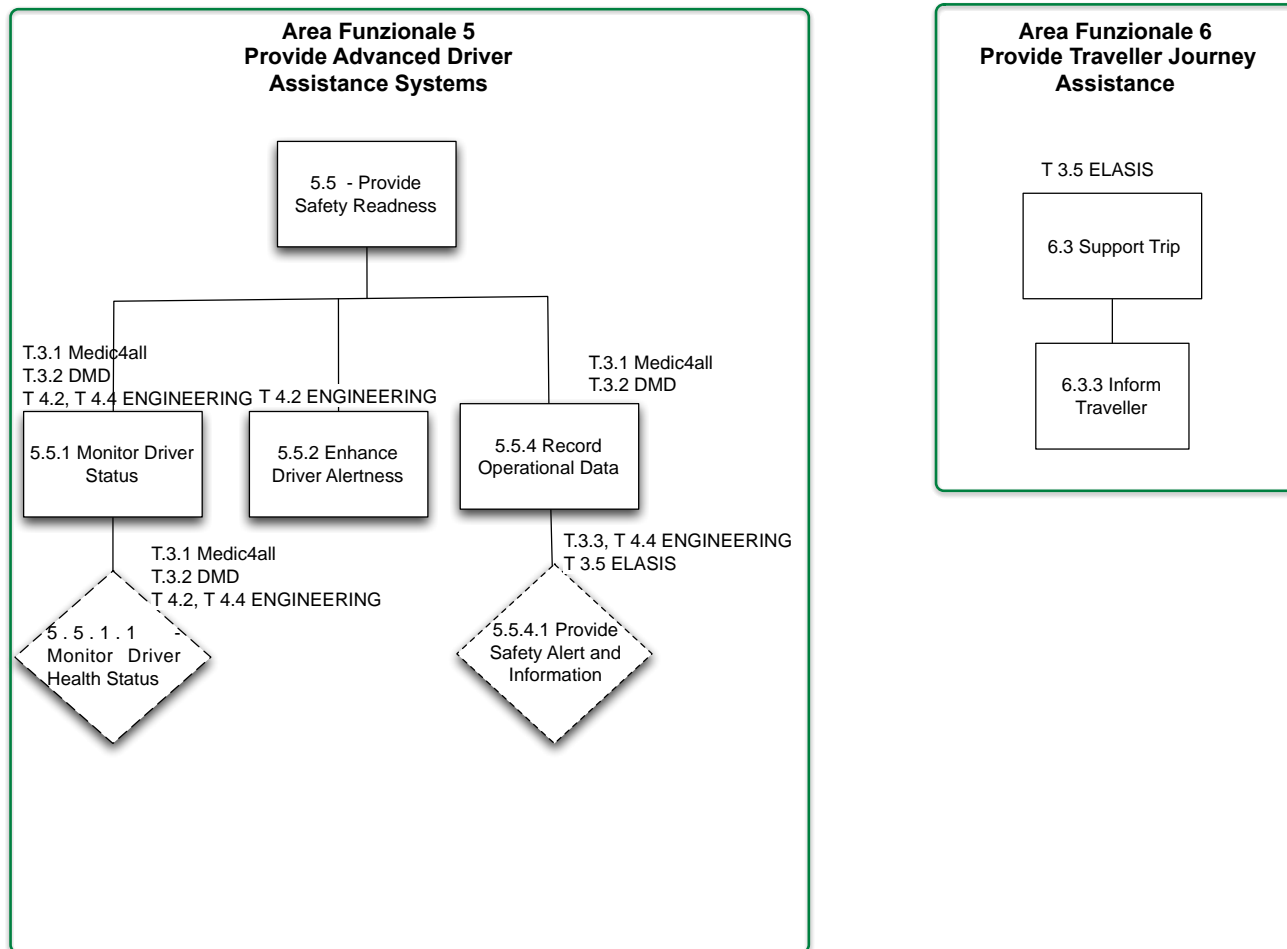 Area Funzionale 5
Provide Advanced Driver
Assistance Systems
5.5 - Provide
Safety Readness
T.3.1 Medic4all
T.3.2 DMD
T 4.2, T 4.4 ENGINEERING
T 4.2 ENGINEERING
T.3.1 Medic4all
T.3.2 DMD
5.5.1 Monitor Driver
Status
5.5.2 Enhance
Driver Alertness
5.5.4 Record
Operational Data
T.3.1 Medic4all
T.3.2 DMD
T 4.2, T 4.4 ENGINEERING
T.3.3, T 4.4 ENGINEERING
T 3.5 ELASIS
5.5.1.1 -
Monitor Driver
Health Status
5.5.4.1 Provide
Safety Alert and
Information
Area Funzionale 6
Provide Traveller Journey
Assistance
T 3.5 ELASIS
6.3 Support Trip
6.3.3 Inform
Traveller